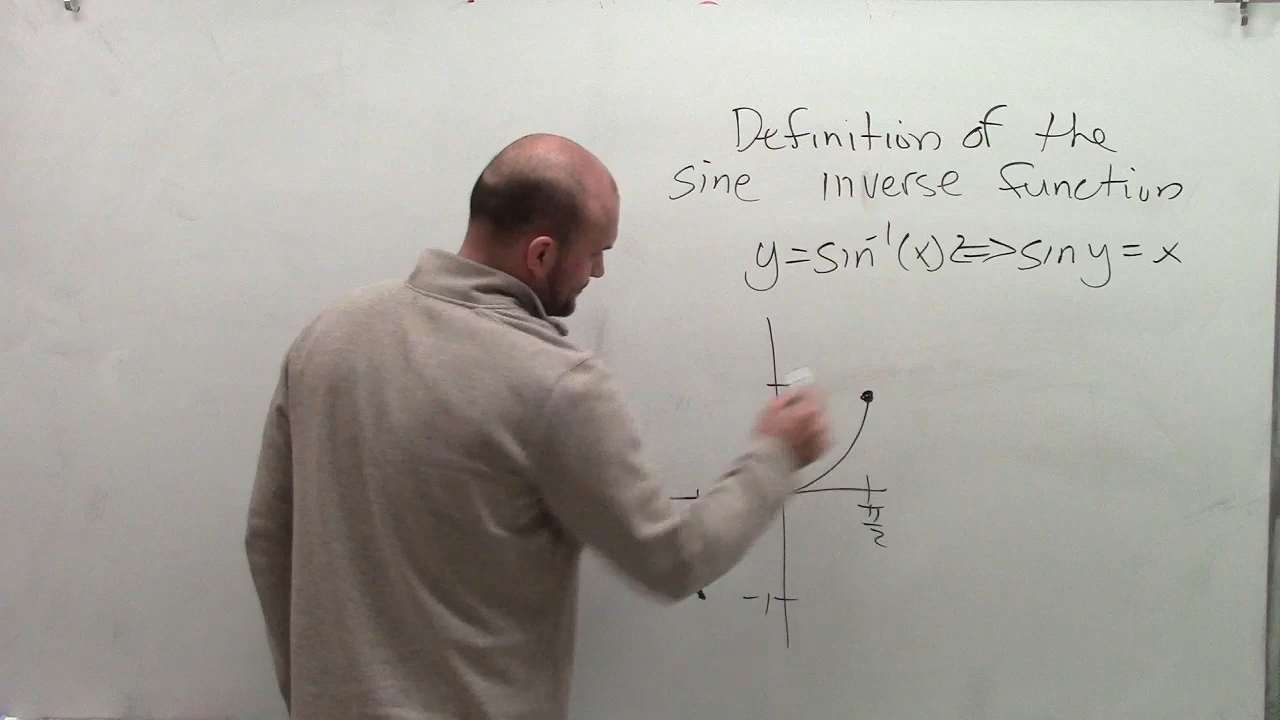 Definition of the
sine inverse function
y=sin⁻¹(x)<=>sin y = x
π/2
-1